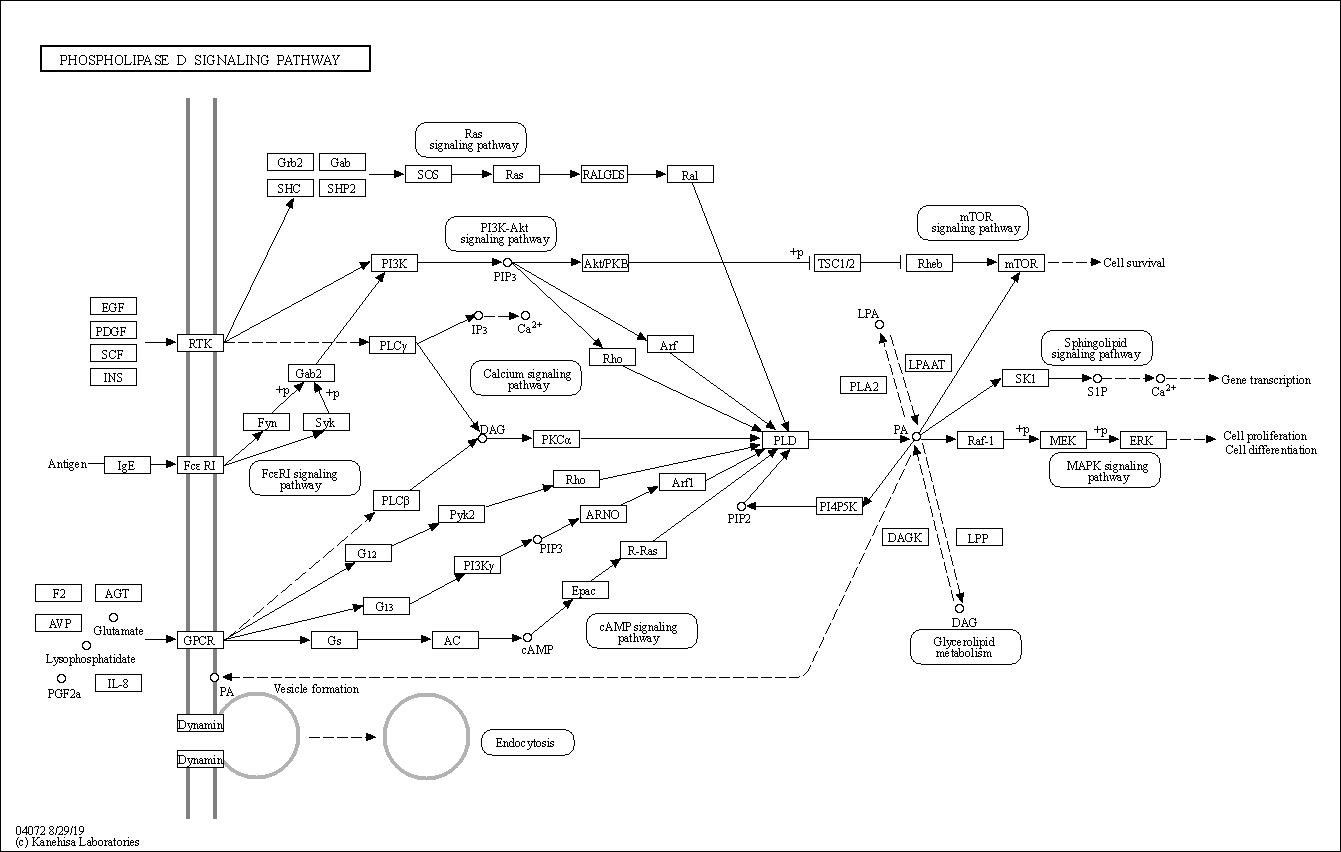 PHOSPHOLIPASE D SIGNALING PATHWAY
Ras
signaling pathway
Grb2
Gab
SHC
SHP2
SOS
Ras
RALGDS
Ral
PI3K-Akt
signaling pathway
mTOR
signaling pathway
PI3K
PIP3
Akt/PKB
+p
TSC1/2
Rheb
mTOR
Cell survival
EGF
PDGF
SCF
INS
RTK
PLCγ
IP3
Ca2+
Rho
Arf
LPA
LPAAT
PLA2
Sphingolipid
signaling pathway
Gab2
+p
+p
Calcium signaling
pathway
SK1
S1P
Ca2+
Gene transcription
Fyn
Syk
DAG
PKCα
PLD
PA
Raf-1
+p
MEK
+p
ERK
Cell proliferation
Cell differentiation
Antigen
IgE
FcεRI
FcεRI signaling
pathway
MAPK signaling
pathway
PLCβ
Rho
Arf1
Pyk2
ARNO
PIP2
PI4P5K
G12
PIP3
PI3Kγ
R-Ras
DAGK
LPP
F2
AGT
AVP
Glutamate
Lysophosphatidate
PGF2a
IL-8
GPCR
G13
Epac
Gs
AC
cAMP
cAMP signaling
pathway
DAG
Glycerolipid
metabolism
PA
Vesicle formation
Dynamin
Dynamin
Endocytosis
04072 8/29/19
(c) Kanehisa Laboratories